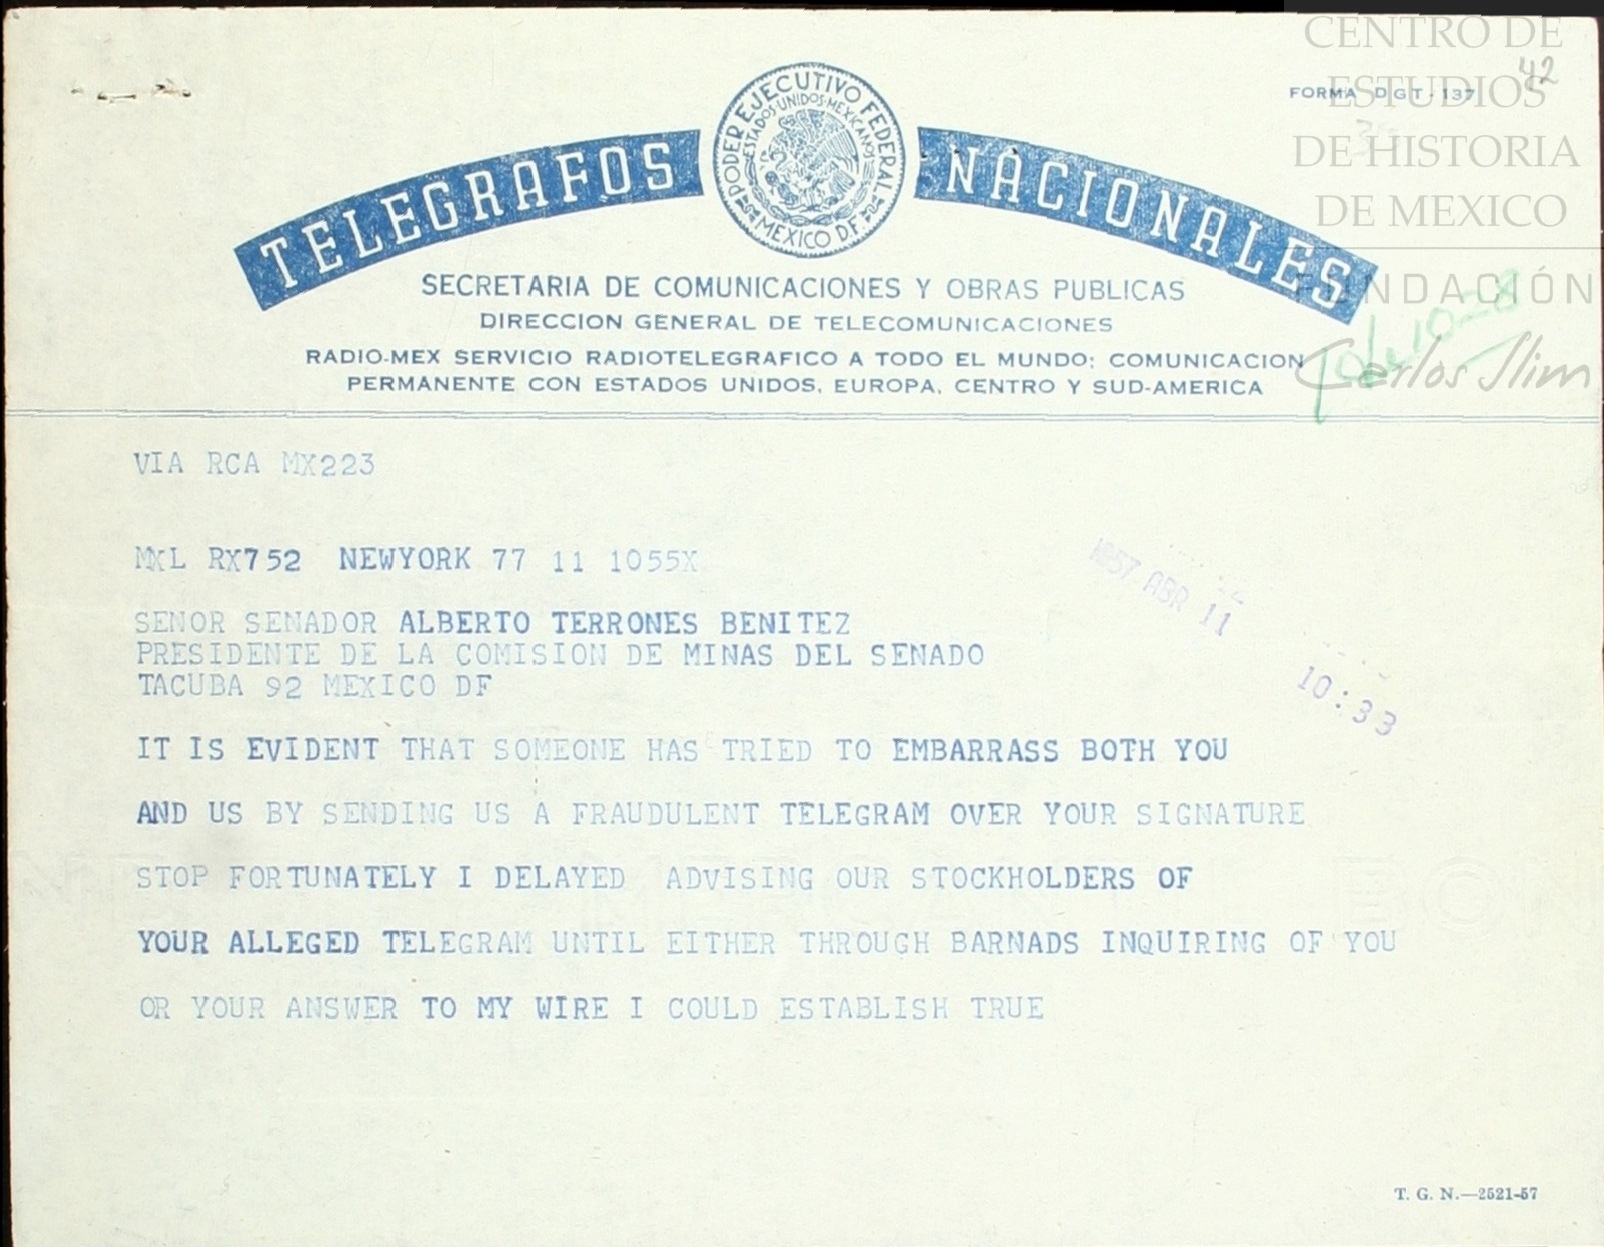 CENTRO DE
ESTUDIOS
DE HISTORIA
DE MEXICO
FUNDACIÓN
Carlos Slim
42
FORMA DGT-137
PODER EJECUTIVO FEDERAL
ESTADOS UNIDOS MEXICANOS
MEXICO D.F.
TELEGRAFOS NACIONALES
SECRETARIA DE COMUNICACIONES Y OBRAS PUBLICAS
DIRECCION GENERAL DE TELECOMUNICACIONES
RADIO-MEX SERVICIO RADIOTELEGRAFICO A TODO EL MUNDO; COMUNICACION
PERMANENTE CON ESTADOS UNIDOS, EUROPA, CENTRO Y SUD-AMERICA
VIA RCA MX223
MXL RX752 NEWYORK 77 11 1055X
1957 ABR 11
10:33
SENOR SENADOR ALBERTO TERRONES BENITEZ
PRESIDENTE DE LA COMISION DE MINAS DEL SENADO
TACUBA 92 MEXICO DF
IT IS EVIDENT THAT SOMEONE HAS TRIED TO EMBARRASS BOTH YOU
AND US BY SENDING US A FRAUDULENT TELEGRAM OVER YOUR SIGNATURE
STOP FORTUNATELY I DELAYED ADVISING OUR STOCKHOLDERS OF
YOUR ALLEGED TELEGRAM UNTIL EITHER THROUGH BARNADS INQUIRING OF YOU
OR YOUR ANSWER TO MY WIRE I COULD ESTABLISH TRUE
T. G. N.—2521-57